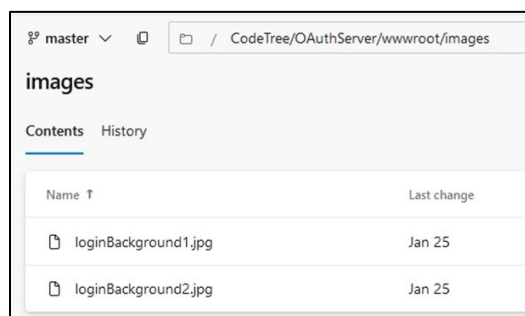 master / CodeTree/OAuthServer/wwwroot/images
images
Contents History
Name ↑ Last change
loginBackground1.jpg Jan 25
loginBackground2.jpg Jan 25